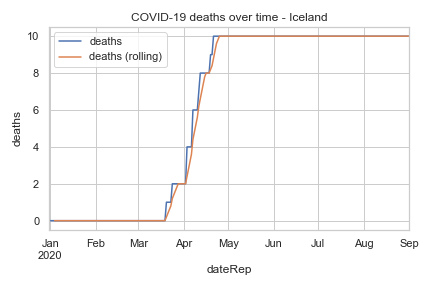 COVID-19 deaths over time - Iceland
deaths
deaths (rolling)
10
8
6
4
2
0
deaths
Jan Feb Mar Apr May Jun Jul Aug Sep
2020
dateRep